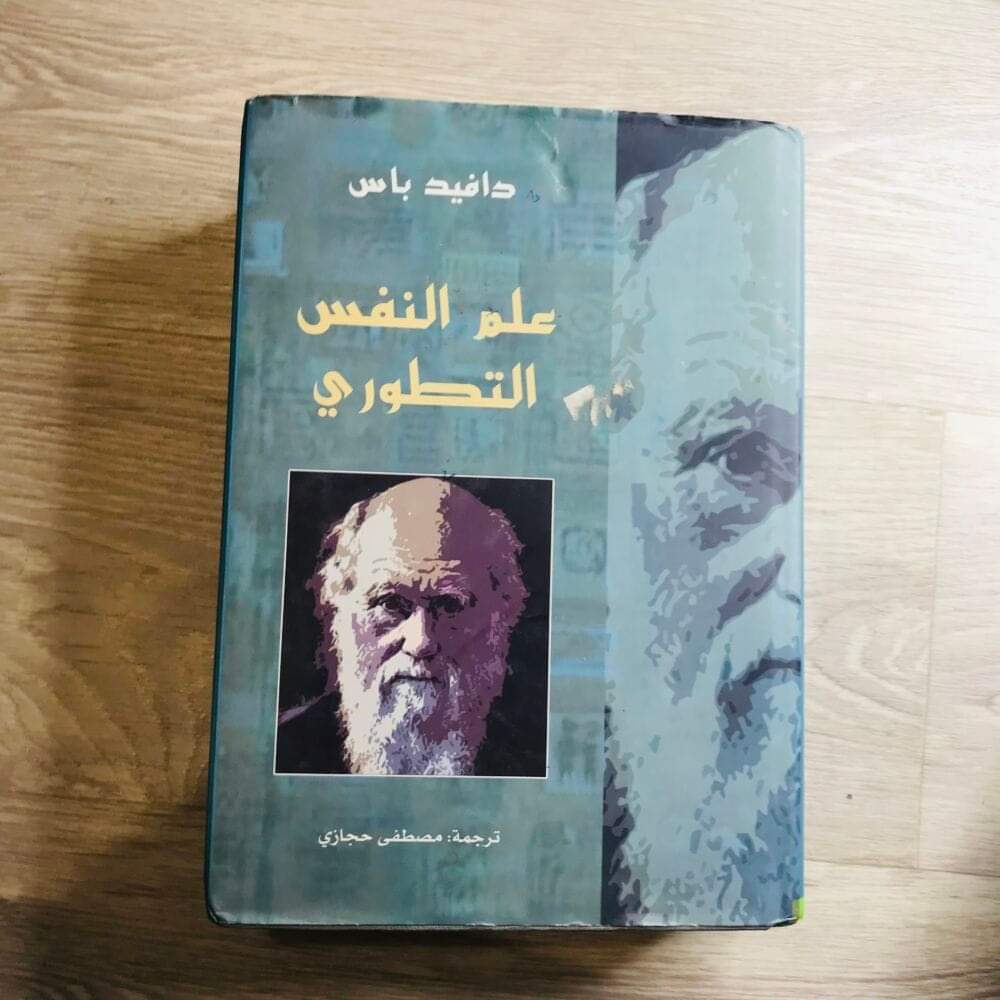 دافيد باس
علم النفس
التطوري
ترجمة: مصطفى حجازي